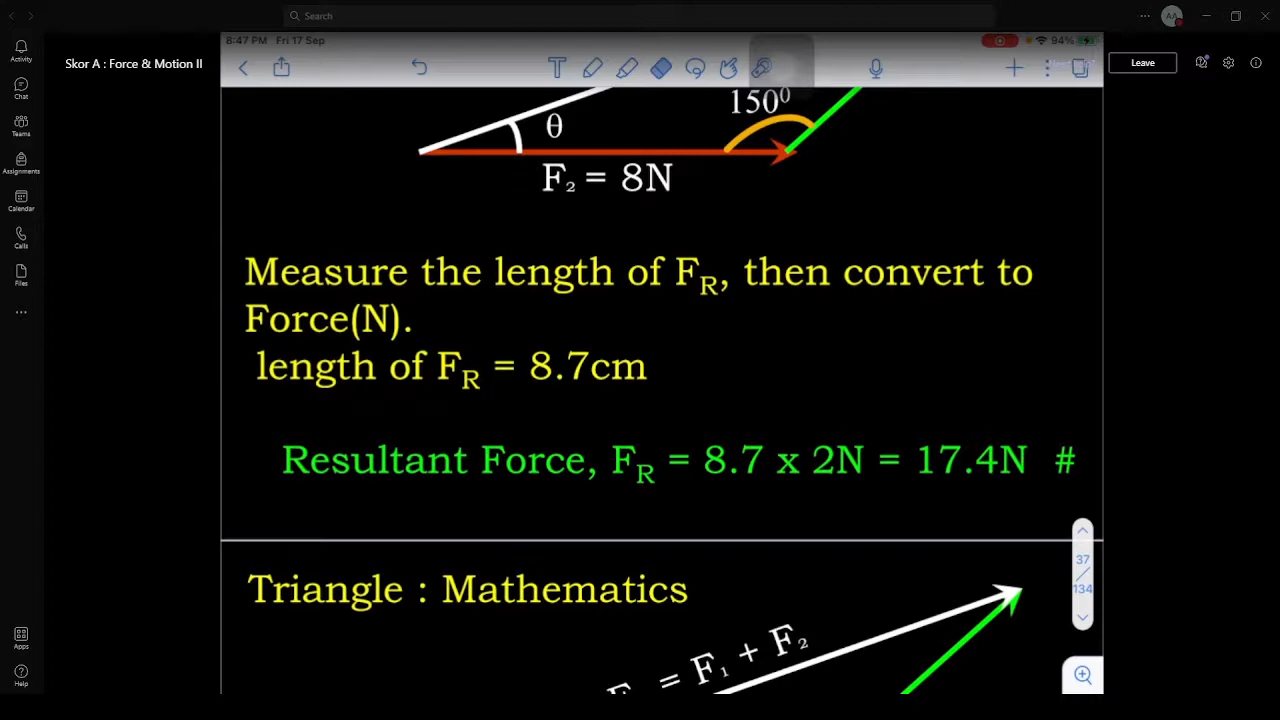 Search
AA
8:47 PM Fri 17 Sep
94%
Activity
Skor A : Force & Motion II
Leave
Chat
Teams
Assignments
Calendar
Calls
Files
150⁰
θ
F₂ = 8N
Measure the length of F_R, then convert to
Force(N).
length of F_R = 8.7cm
Resultant Force, F_R = 8.7 x 2N = 17.4N #
37
134
Triangle : Mathematics
= F₁ + F₂
Apps
Help